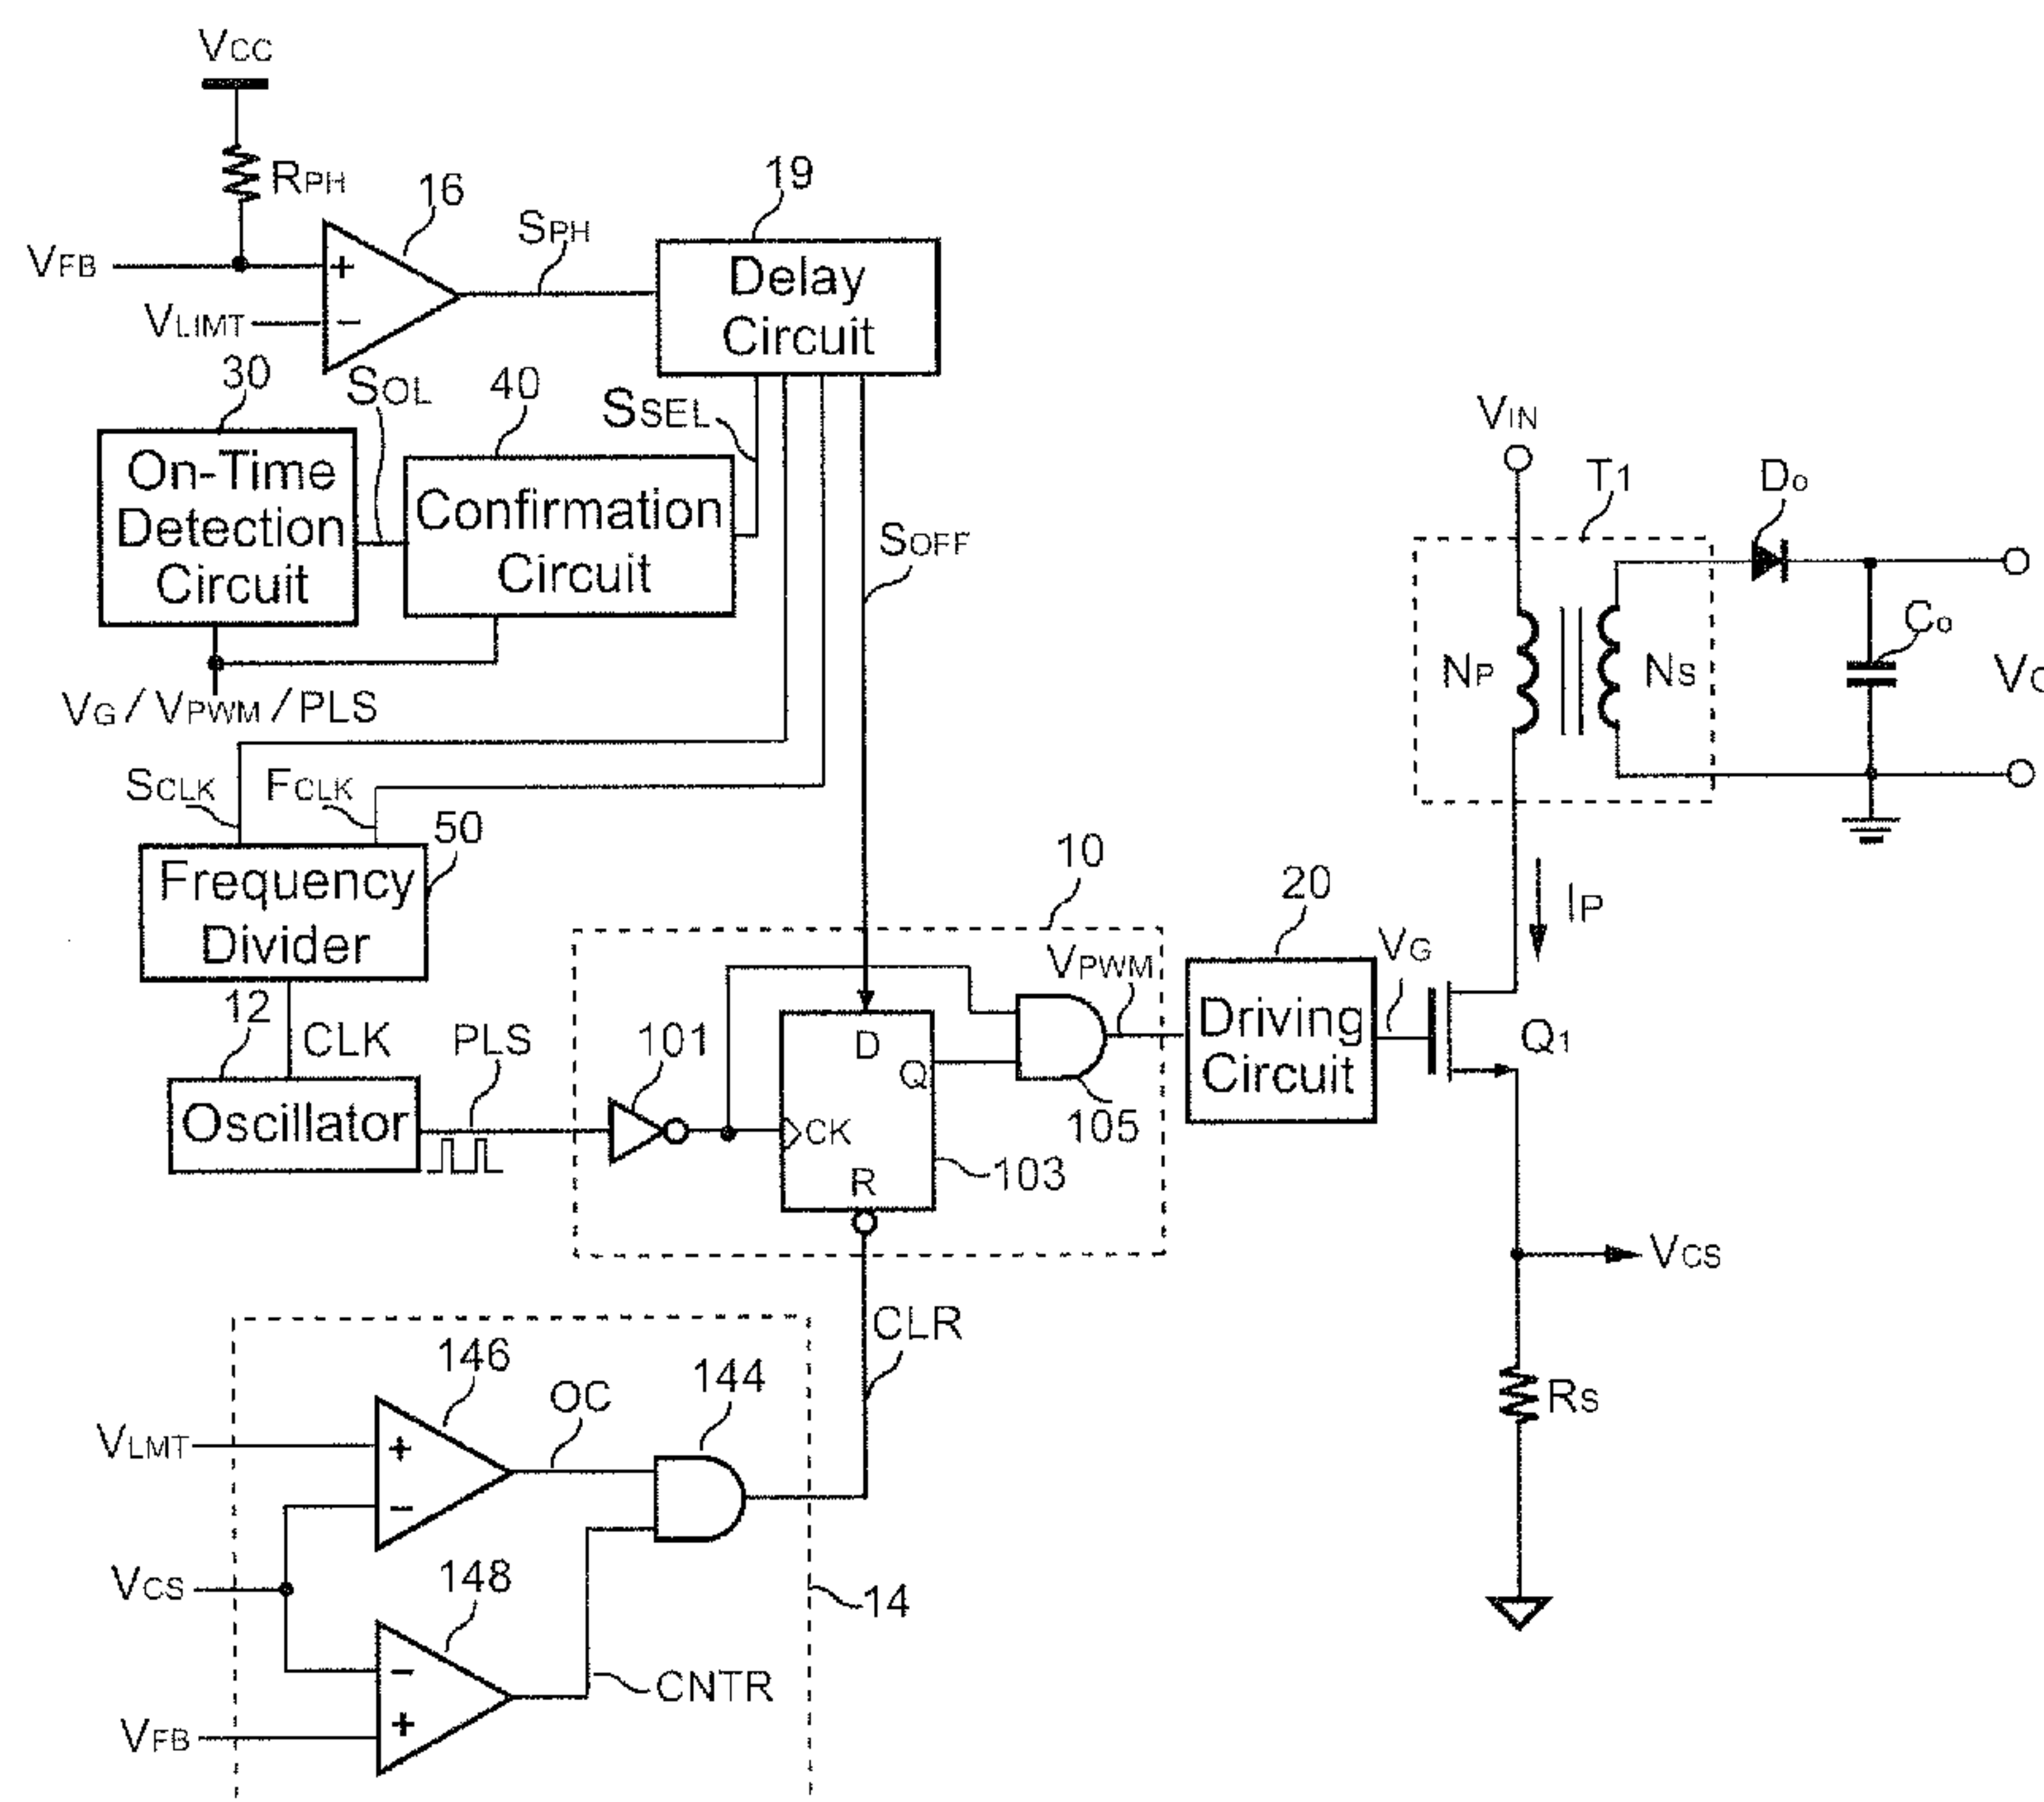 VCC
RPH
16
19
SPH
VFB
+
VLIMT
−
Delay
Circuit
30
SOL
40
SSEL
On-Time
Detection
Circuit
Confirmation
Circuit
SOFF
VG / VPWM / PLS
VIN
T1
Do
Co
NP
NS
SCLK
FCLK
50
Frequency
Divider
10
20
IP
VPWM
VG
12
CLK
PLS
101
D
Q
CK
R
103
105
Driving
Circuit
Q1
Oscillator
VCS
CLR
RS
146
OC
144
VLMT
+
−
VCS
148
14
−
+
CNTR
VFB